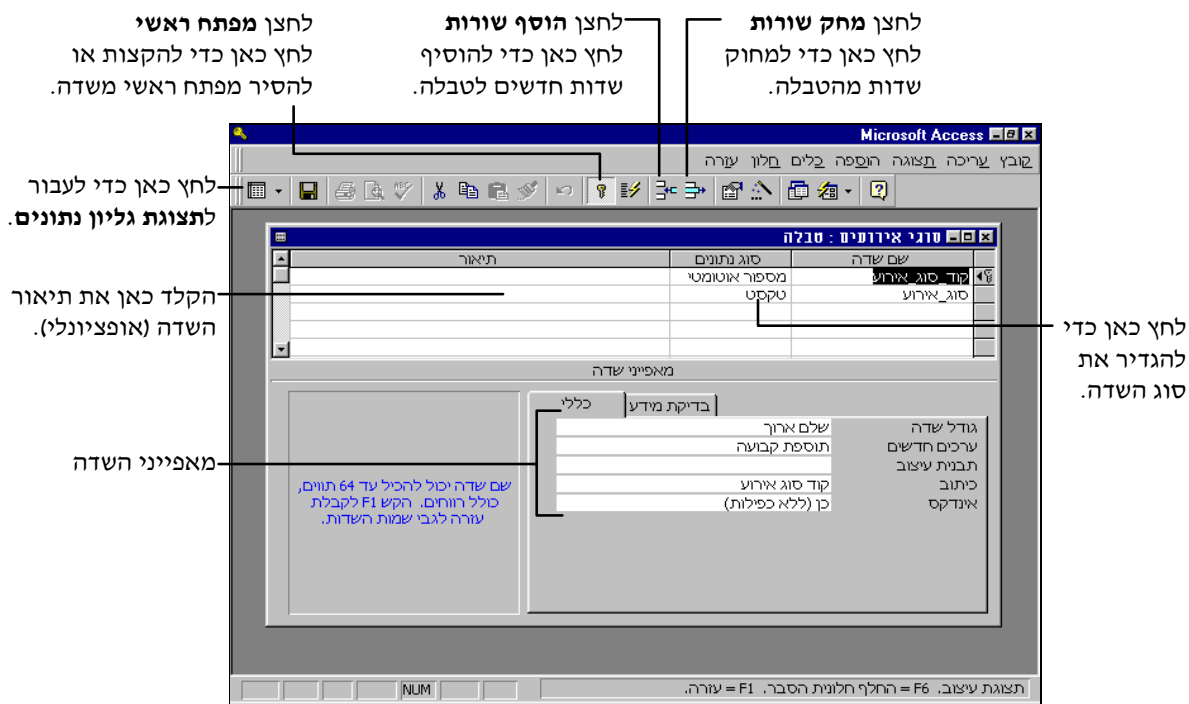 לחצן מחק שורות
לחץ כאן כדי למחוק
שדות מהטבלה.
לחצן הוסף שורות
לחץ כאן כדי להוסיף
שדות חדשים לטבלה.
לחצן מפתח ראשי
לחץ כאן כדי להקצות או
להסיר מפתח ראשי משדה.
Microsoft Access
קובץ עריכה תצוגה הוספה כלים חלון עזרה
לחץ כאן כדי לעבור
לתצוגת גליון נתונים.
סוגי אירועים : טבלה
שם שדה סוג נתונים תיאור
קוד_סוג_אירוע מספור אוטומטי
סוג_אירוע טקסט
הקלד כאן את תיאור
השדה (אופציונלי).
לחץ כאן כדי
להגדיר את
סוג השדה.
מאפייני שדה
כללי בדיקת מידע
גודל שדה שלם ארוך
ערכים חדשים תוספת קבועה
תבנית עיצוב
כיתוב קוד סוג אירוע
אינדקס כן (ללא כפילות)
מאפייני השדה
שם שדה יכול להכיל עד 64 תווים,
כולל רווחים. הקש F1 לקבלת
עזרה לגבי שמות השדות.
תצוגת עיצוב. F6 = החלף חלונית הסבר. F1 = עזרה.
NUM